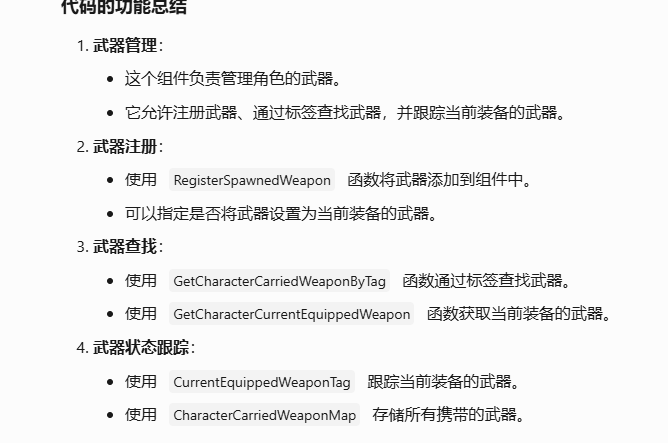 代码的功能总结
1. 武器管理:
• 这个组件负责管理角色的武器。
• 它允许注册武器、通过标签查找武器，并跟踪当前装备的武器。
2. 武器注册:
• 使用 RegisterSpawnedWeapon 函数将武器添加到组件中。
• 可以指定是否将武器设置为当前装备的武器。
3. 武器查找:
• 使用 GetCharacterCarriedWeaponByTag 函数通过标签查找武器。
• 使用 GetCharacterCurrentEquippedWeapon 函数获取当前装备的武器。
4. 武器状态跟踪:
• 使用 CurrentEquippedWeaponTag 跟踪当前装备的武器。
• 使用 CharacterCarriedWeaponMap 存储所有携带的武器。